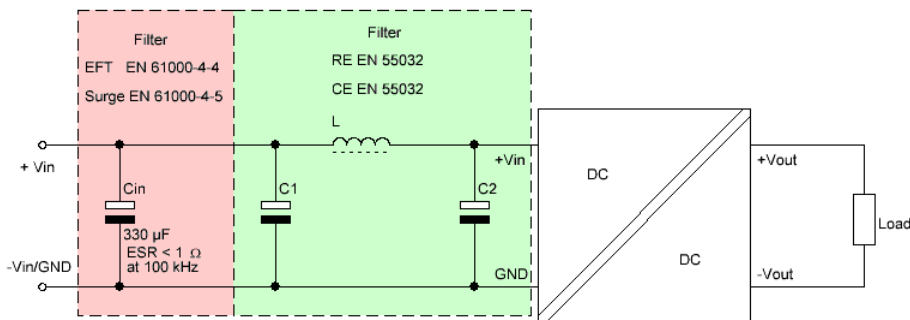 Filter
EFT EN 61000-4-4
Surge EN 61000-4-5
Filter
RE EN 55032
CE EN 55032
L
+ Vin
+Vin
DC
+Vout
Cin
C1
C2
Load
330 µF
ESR < 1 Ω
at 100 kHz
-Vin/GND
GND
DC
-Vout